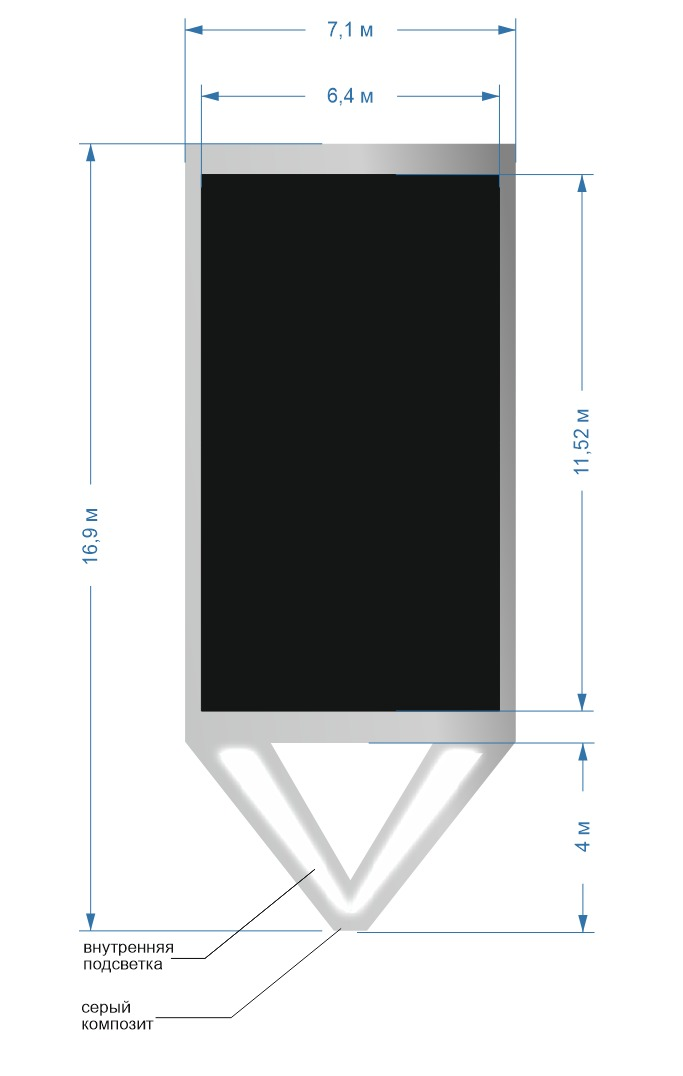 7,1 м
6,4 м
11,52 м
16,9 м
4 м
внутренняя
подсветка
серый
композит